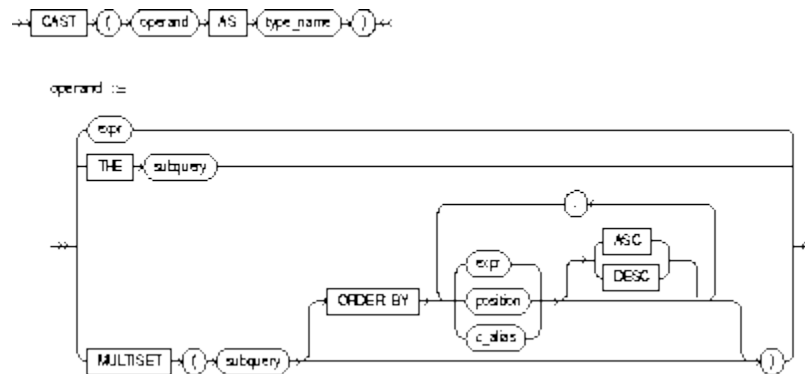 CAST ( operand AS type_name )
operand ::=
expr
THE subquery
,
ASC
expr
DESC
ORDER BY position
c_alias
MULTISET ( subquery )